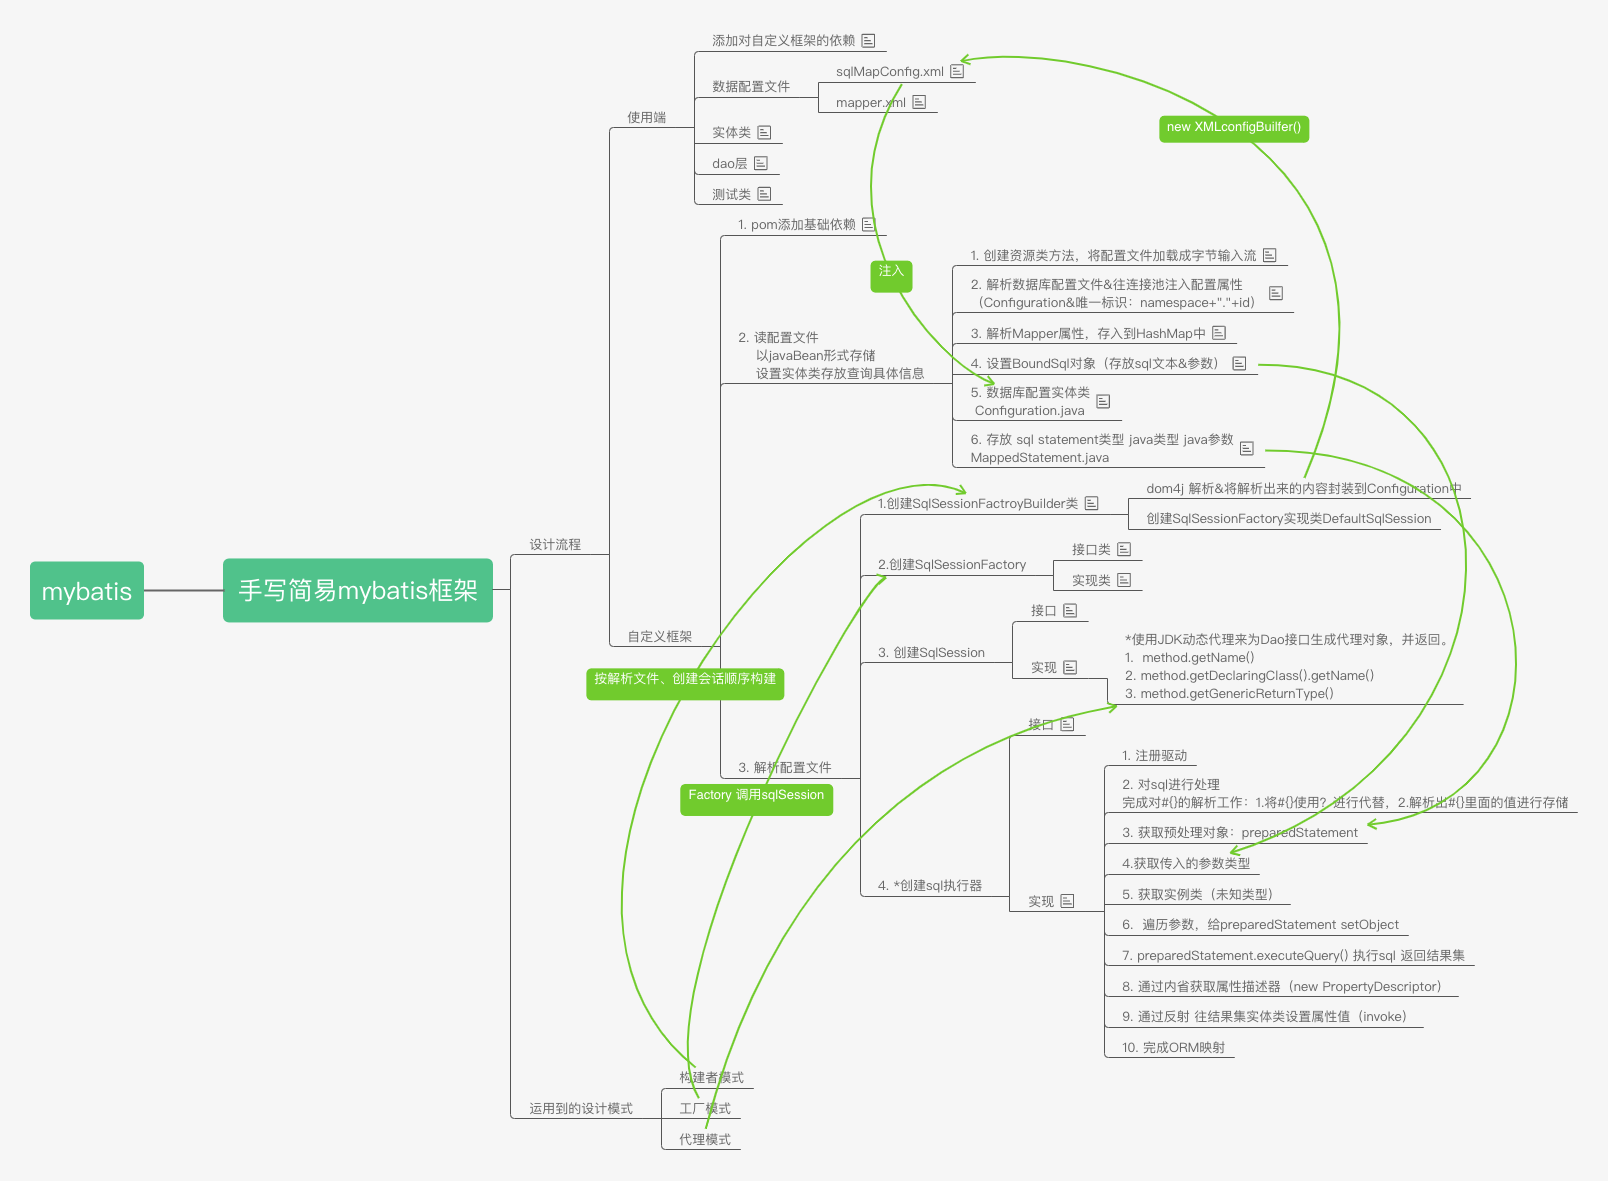 mybatis
手写简易mybatis框架
设计流程
使用端
添加对自定义框架的依赖
数据配置文件
sqlMapConfig.xml
mapper.xml
实体类
dao层
测试类
自定义框架
1. pom添加基础依赖
2. 读配置文件
以javaBean形式存储
设置实体类存放查询具体信息
1. 创建资源类方法，将配置文件加载成字节输入流
2. 解析数据库配置文件&往连接池注入配置属性
（Configuration&唯一标识：namespace+"."+id）
3. 解析Mapper属性，存入到HashMap中
4. 设置BoundSql对象（存放sql文本&参数）
5. 数据库配置实体类
Configuration.java
6. 存放 sql statement类型 java类型 java参数
MappedStatement.java
3. 解析配置文件
1.创建SqlSessionFactroyBuilder类
dom4j 解析&将解析出来的内容封装到Configuration中
创建SqlSessionFactory实现类DefaultSqlSession
2.创建SqlSessionFactory
接口类
实现类
3. 创建SqlSession
接口
实现
*使用JDK动态代理来为Dao接口生成代理对象，并返回。
1. method.getName()
2. method.getDeclaringClass().getName()
3. method.getGenericReturnType()
4. *创建sql执行器
接口
实现
1. 注册驱动
2. 对sql进行处理
完成对#{}的解析工作：1.将#{}使用？进行代替，2.解析出#{}里面的值进行存储
3. 获取预处理对象：preparedStatement
4.获取传入的参数类型
5. 获取实例类（未知类型）
6. 遍历参数，给preparedStatement setObject
7. preparedStatement.executeQuery() 执行sql 返回结果集
8. 通过内省获取属性描述器（new PropertyDescriptor）
9. 通过反射 往结果集实体类设置属性值（invoke）
10. 完成ORM映射
运用到的设计模式
构建者模式
工厂模式
代理模式
new XMLconfigBuilfer()
注入
按解析文件、创建会话顺序构建
Factory 调用sqlSession